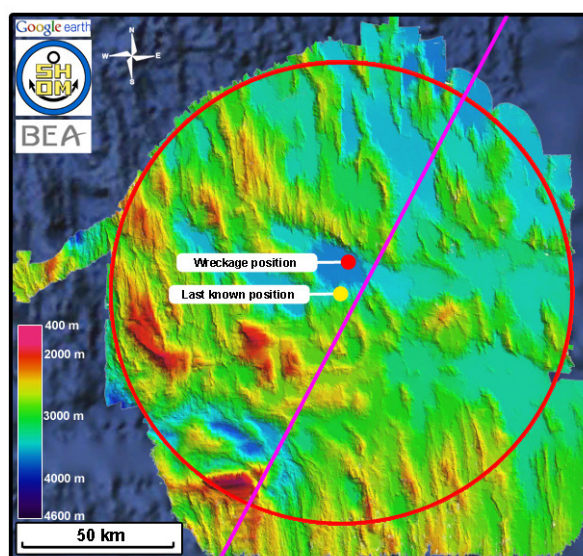 Google earth
N
W E
S
SH
OM
BEA
Wreckage position
Last known position
400 m
2000 m
3000 m
4000 m
4600 m
50 km